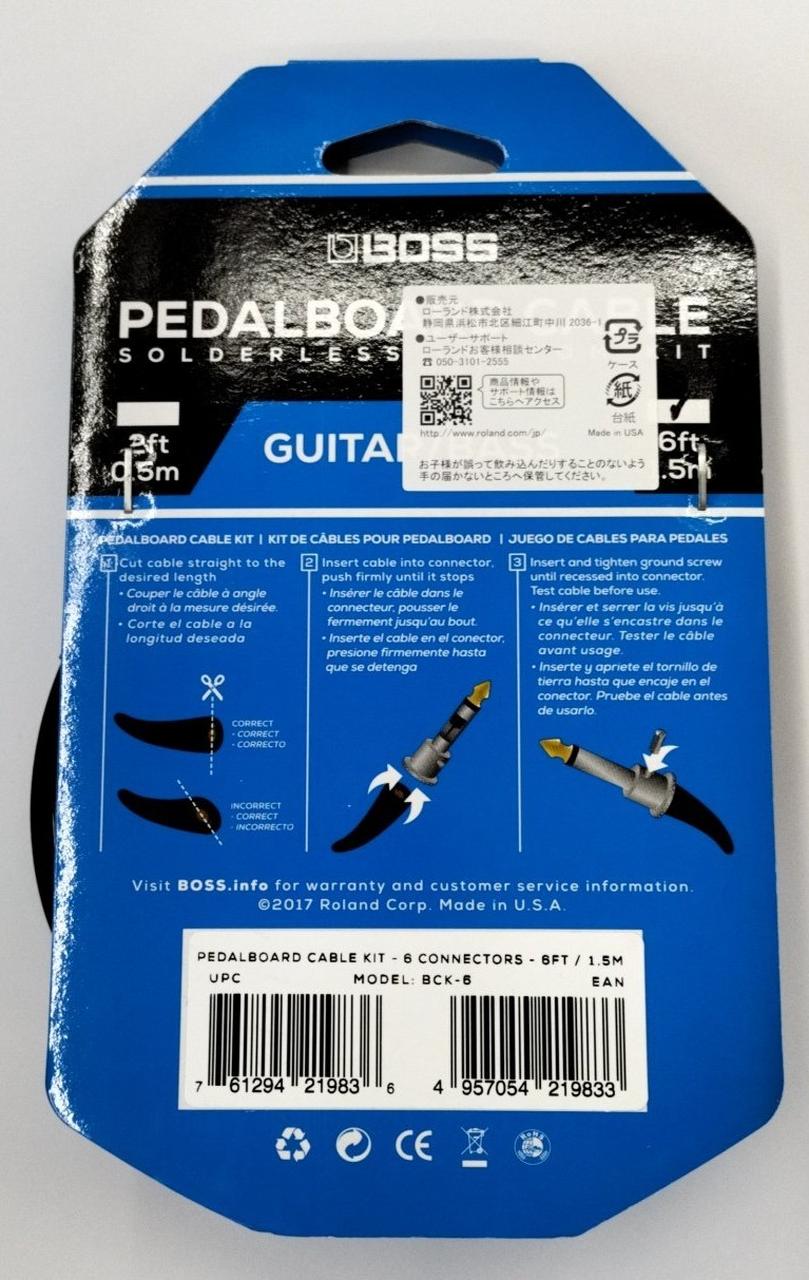 BOSS
PEDALBOA
LE
SOLDERLESS
KIT
●販売元
ローランド株式会社
静岡県浜松市北区細江町中川 2036-1
●ユーザーサポート
ローランドお客様相談センター
☎ 050-3101-2555
商品情報や
サポート情報は
こちらへアクセス
http://www.roland.com/jp/
プラ
ケース
紙
台紙
Made in USA
お子様が誤って飲み込んだりすることのないよう
手の届かないところへ保管してください。
2ft
0.5m
GUITAR
6ft
.5m
PEDALBOARD CABLE KIT | KIT DE CÂBLES POUR PEDALBOARD | JUEGO DE CABLES PARA PEDALES
1 Cut cable straight to the
desired length
• Couper le câble à angle
droit à la mesure désirée.
• Corte el cable a la
longitud deseada
CORRECT
- CORRECT
- CORRECTO
INCORRECT
- CORRECT
- INCORRECTO
2 Insert cable into connector,
push firmly until it stops
• Insérer le câble dans le
connecteur, pousser le
fermement jusqu'au bout.
• Inserte el cable en el conector,
presione firmemente hasta
que se detenga
3 Insert and tighten ground screw
until recessed into connector.
Test cable before use.
• Insérer et serrer la vis jusqu'à
ce qu'elle s'encastre dans le
connecteur. Tester le câble
avant usage.
• Inserte y apriete el tornillo de
tierra hasta que encaje en el
conector. Pruebe el cable antes
de usarlo.
Visit BOSS.info for warranty and customer service information.
©2017 Roland Corp. Made in U.S.A.
PEDALBOARD CABLE KIT - 6 CONNECTORS - 6FT / 1.5M
UPC MODEL: BCK-6 EAN
7 61294 21983 6
4 957054 219833
CE
RoHS